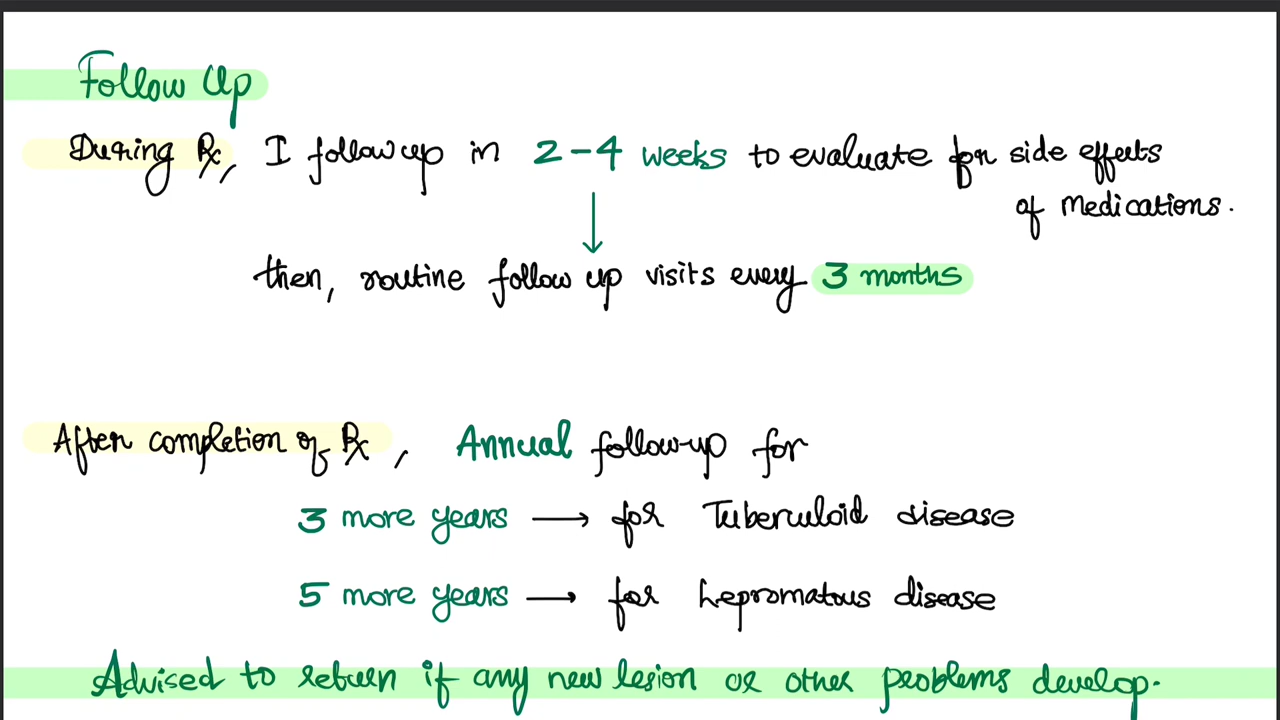 Follow Up
During Rx, I follow up in 2-4 weeks to evaluate for side effects
of medications.
then, routine follow up visits every 3 months
After completion of Rx, Annual follow-up for
3 more years → for Tuberculoid disease
5 more years → for Lepromatous disease
Advised to return if any new lesion or other problems develop.